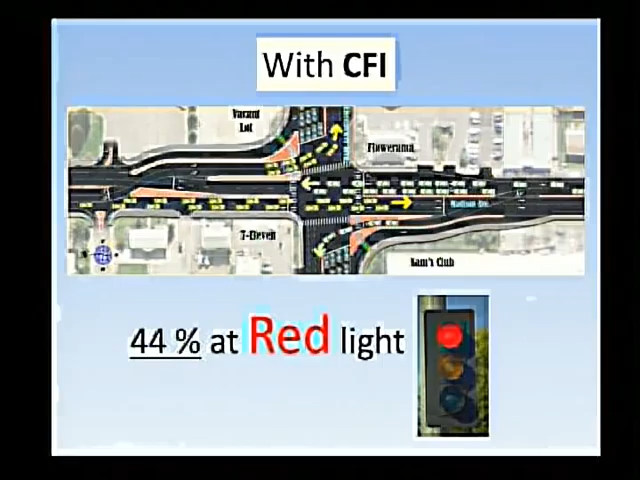 With CFI
Vacant
Lot
Flowerama
7-Eleven
Sam's Club
44 % at Red light